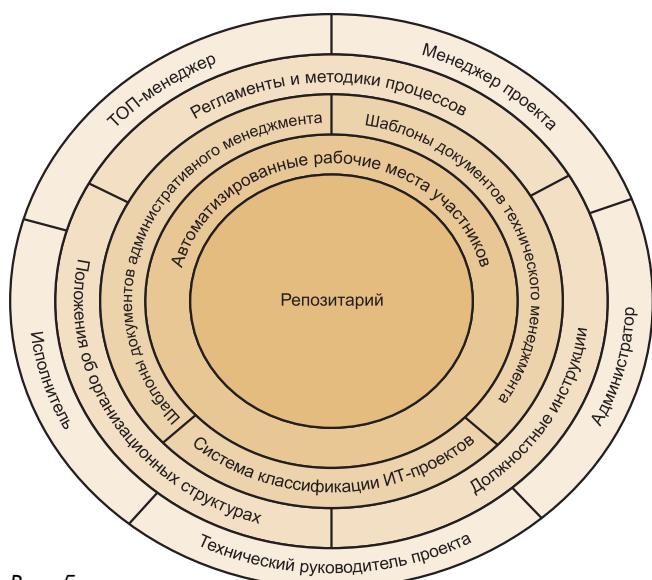 ТОП-менеджер
Менеджер проекта
Регламенты и методики процессов
Шаблоны документов административного менеджмента
Шаблоны документов технического менеджмента
Автоматизированные рабочие места участников
Репозитарий
Положения об организационных структурах
Должностные инструкции
Исполнитель
Администратор
Система классификации ИТ-проектов
Технический руководитель проекта